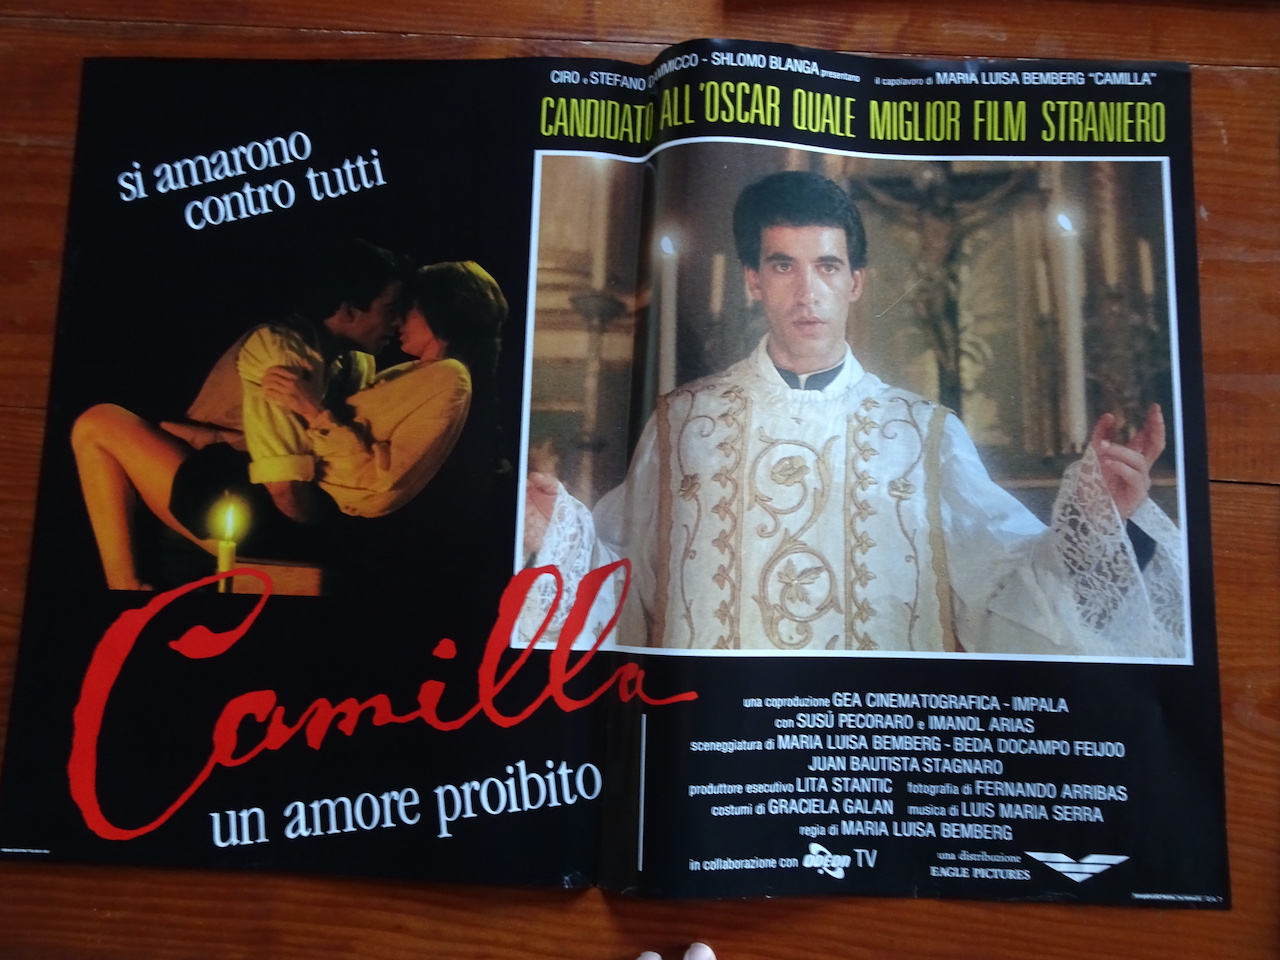 si amarono
contro tutti
Camilla
un amore proibito
CIRO e STEFANO DAMMICCO - SHLOMO BLANGA presentano il capolavoro di MARIA LUISA BEMBERG "CAMILLA"
CANDIDATO ALL'OSCAR QUALE MIGLIOR FILM STRANIERO
una coproduzione GEA CINEMATOGRAFICA - IMPALA
con SUSÚ PECORARO e IMANOL ARIAS
sceneggiatura di MARIA LUISA BEMBERG - BEDA DOCAMPO FEIJOO
JUAN BAUTISTA STAGNARO
produttore esecutivo LITA STANTIC fotografia di FERNANDO ARRIBAS
costumi di GRACIELA GALAN musica di LUIS MARIA SERRA
regia di MARIA LUISA BEMBERG
in collaborazione con ODEON TV
una distribuzione
EAGLE PICTURES